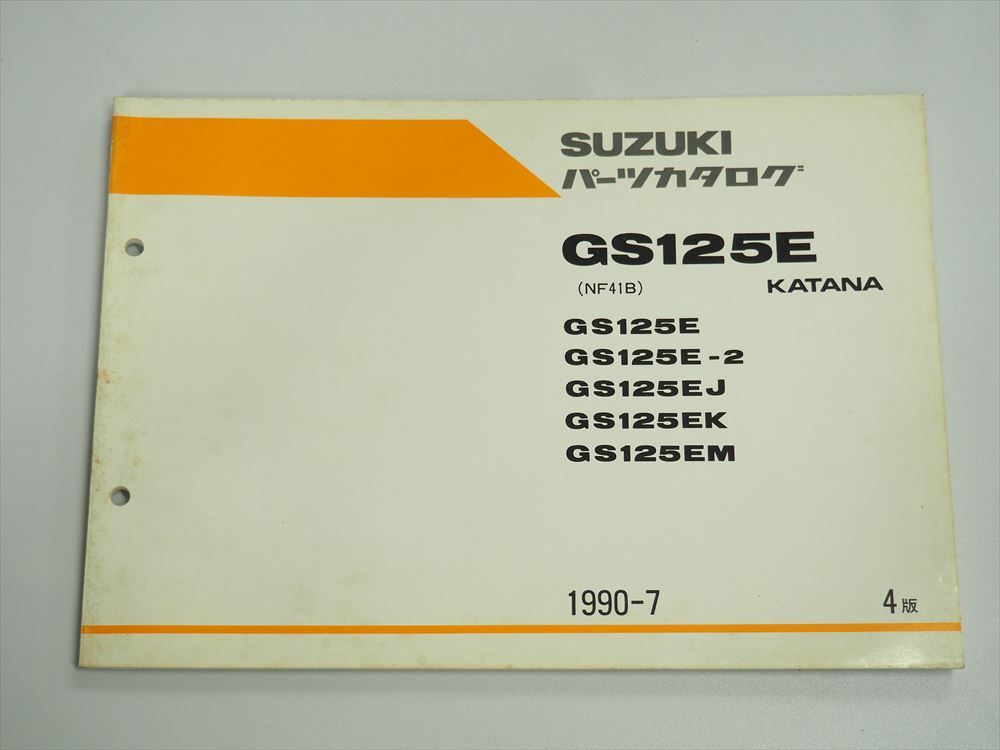 SUZUKI
パーツカタログ
GS125E
(NF41B) KATANA
GS125E
GS125E-2
GS125EJ
GS125EK
GS125EM
1990-7 4版